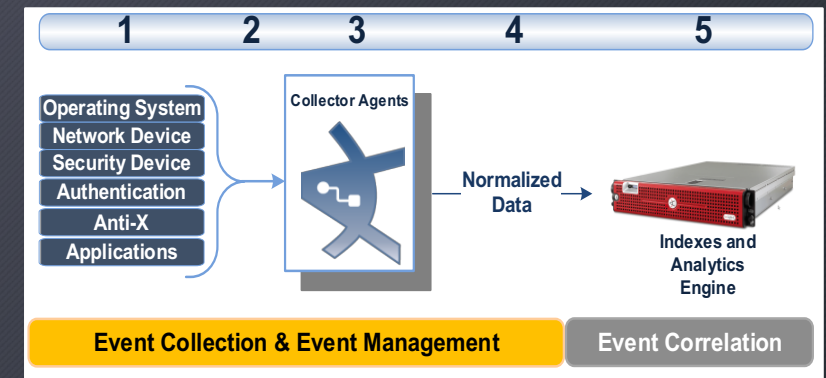 1 2 3 4 5
Operating System
Network Device
Security Device
Authentication
Anti-X
Applications
Collector Agents
Normalized
Data
Indexes and
Analytics
Engine
Event Collection & Event Management
Event Correlation